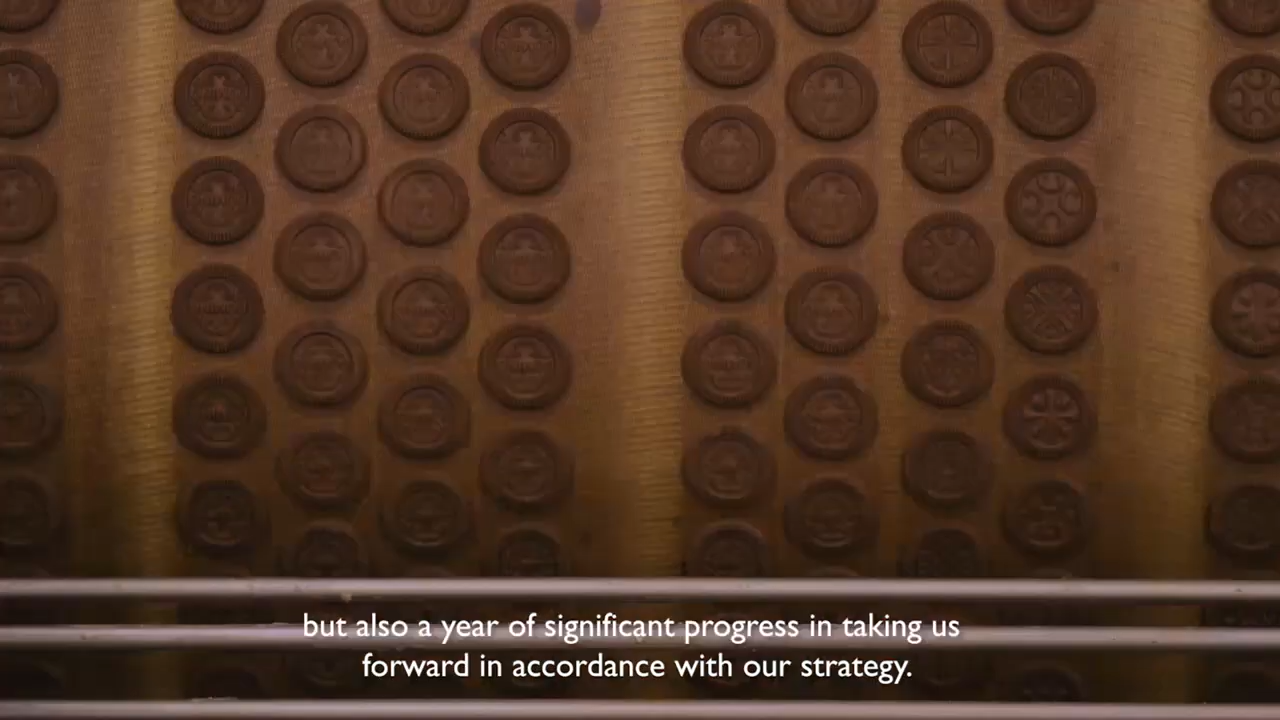 but also a year of significant progress in taking us
forward in accordance with our strategy.